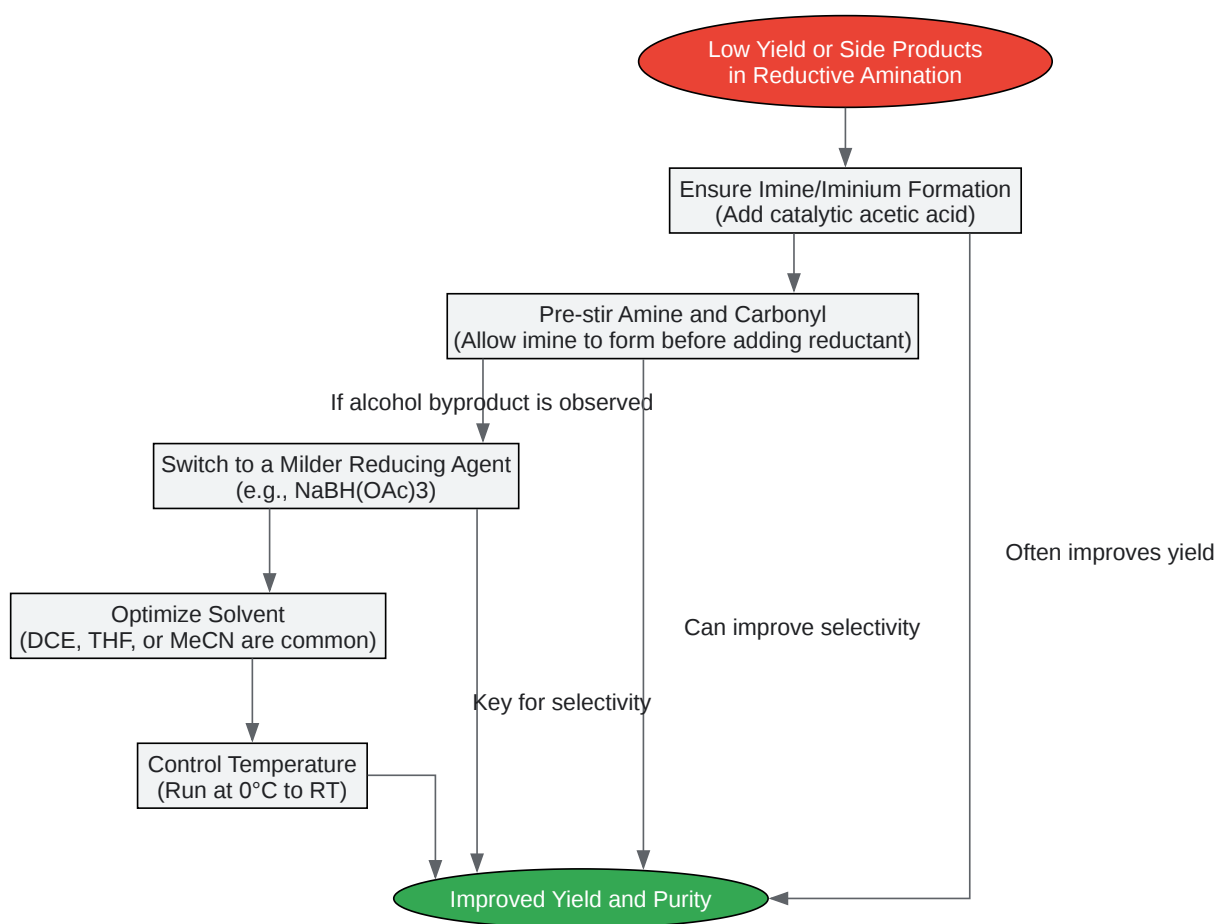 Low Yield or Side Products
in Reductive Amination
Ensure Imine/Iminium Formation
(Add catalytic acetic acid)
Pre-stir Amine and Carbonyl
(Allow imine to form before adding reductant)
If alcohol byproduct is observed
Switch to a Milder Reducing Agent
(e.g., NaBH(OAc)3)
Often improves yield
Optimize Solvent
(DCE, THF, or MeCN are common)
Can improve selectivity
Key for selectivity
Control Temperature
(Run at 0°C to RT)
Improved Yield and Purity